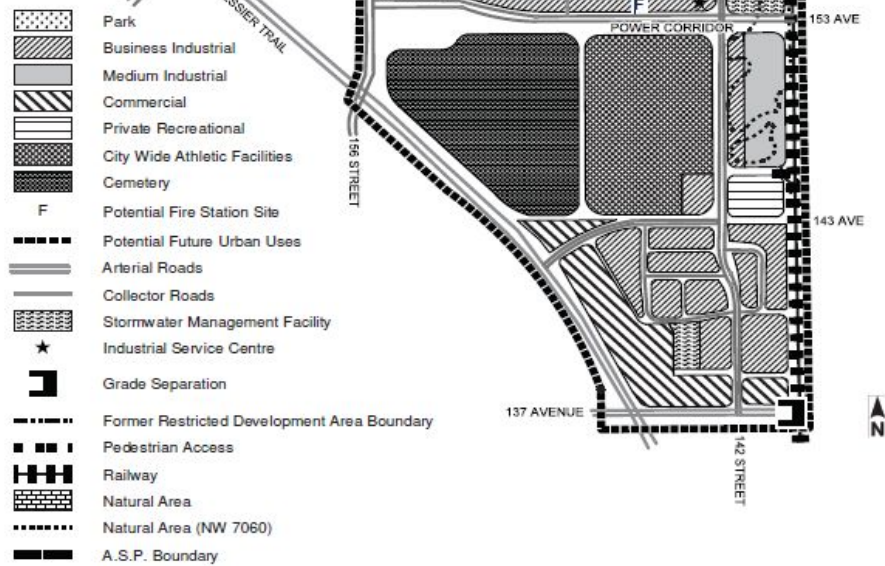 Park
Business Industrial
Medium Industrial
Commercial
Private Recreational
City Wide Athletic Facilities
Cemetery
F
Potential Fire Station Site
Potential Future Urban Uses
Arterial Roads
Collector Roads
Stormwater Management Facility
Industrial Service Centre
Grade Separation
Former Restricted Development Area Boundary
Pedestrian Access
Railway
Natural Area
Natural Area (NW 7060)
A.S.P. Boundary
TRAIL
F
153 AVE
POWER CORRIDOR
156 STREET
143 AVE
137 AVENUE
142 STREET
N